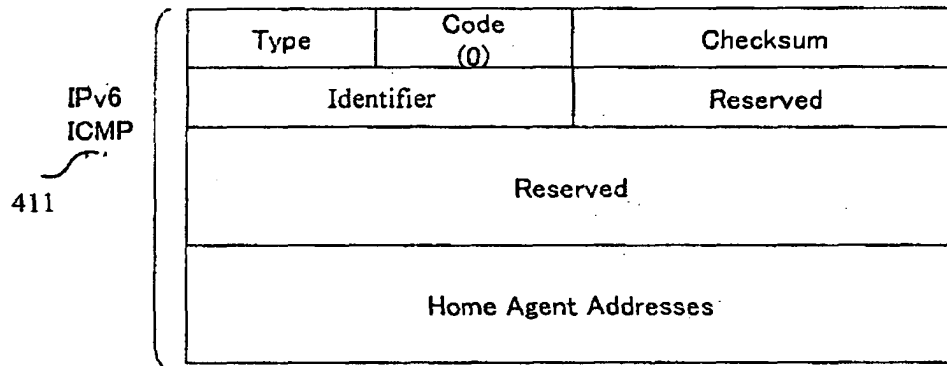 Type
Code
(0)
Checksum
IPv6
ICMP
411
Identifier
Reserved
Reserved
Home Agent Addresses